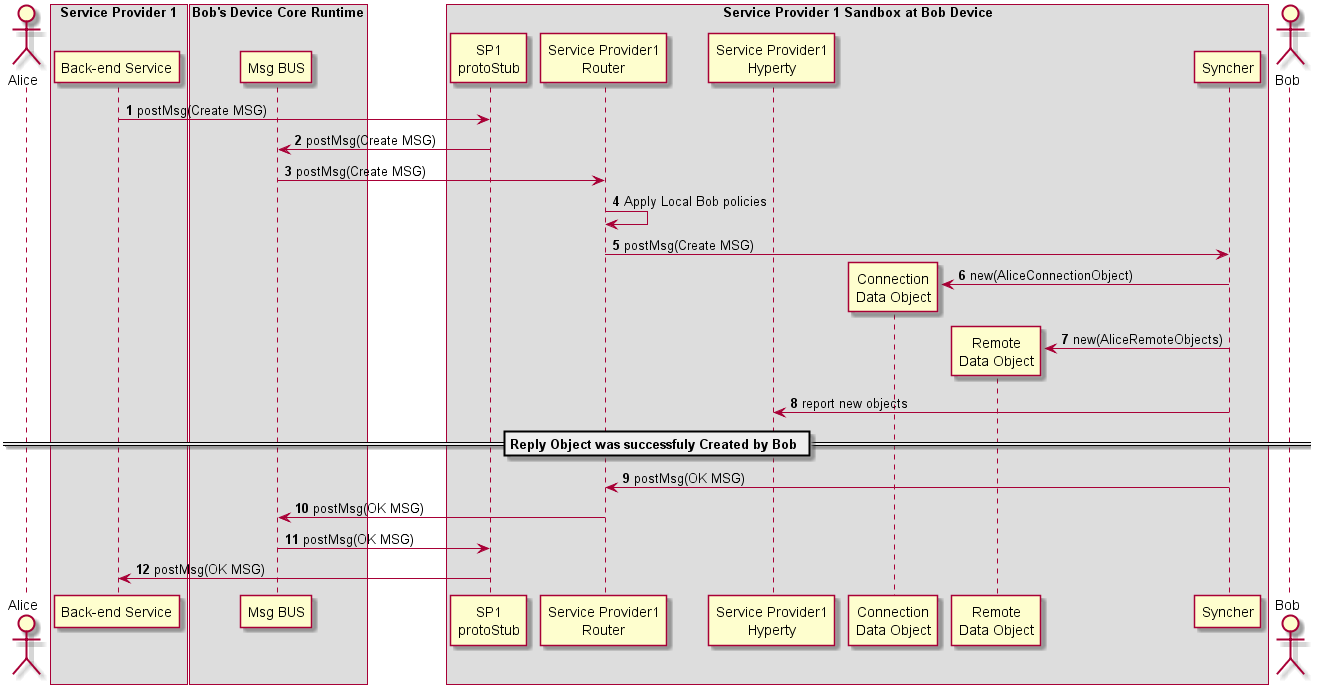 Service Provider 1
Bob's Device Core Runtime
Service Provider 1 Sandbox at Bob Device
Alice
Back-end Service
Msg BUS
SP1
protoStub
Service Provider1
Router
Service Provider1
Hyperty
Syncher
Bob
1 postMsg(Create MSG)
2 postMsg(Create MSG)
3 postMsg(Create MSG)
4 Apply Local Bob policies
5 postMsg(Create MSG)
Connection
Data Object
6 new(AliceConnectionObject)
Remote
Data Object
7 new(AliceRemoteObjects)
8 report new objects
Reply Object was successfuly Created by Bob
9 postMsg(OK MSG)
10 postMsg(OK MSG)
11 postMsg(OK MSG)
12 postMsg(OK MSG)
Alice
Back-end Service
Msg BUS
SP1
protoStub
Service Provider1
Router
Service Provider1
Hyperty
Connection
Data Object
Remote
Data Object
Syncher
Bob